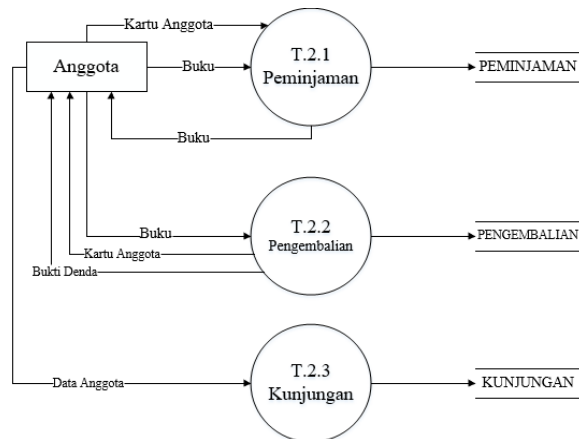 Kartu Anggota
T.2.1
Anggota
Buku
Peminjaman
PEMINJAMAN
Buku
T.2.2
Buku
Pengembalian
PENGEMBALIAN
Kartu Anggota
Bukti Denda
T.2.3
Data Anggota
Kunjungan
KUNJUNGAN